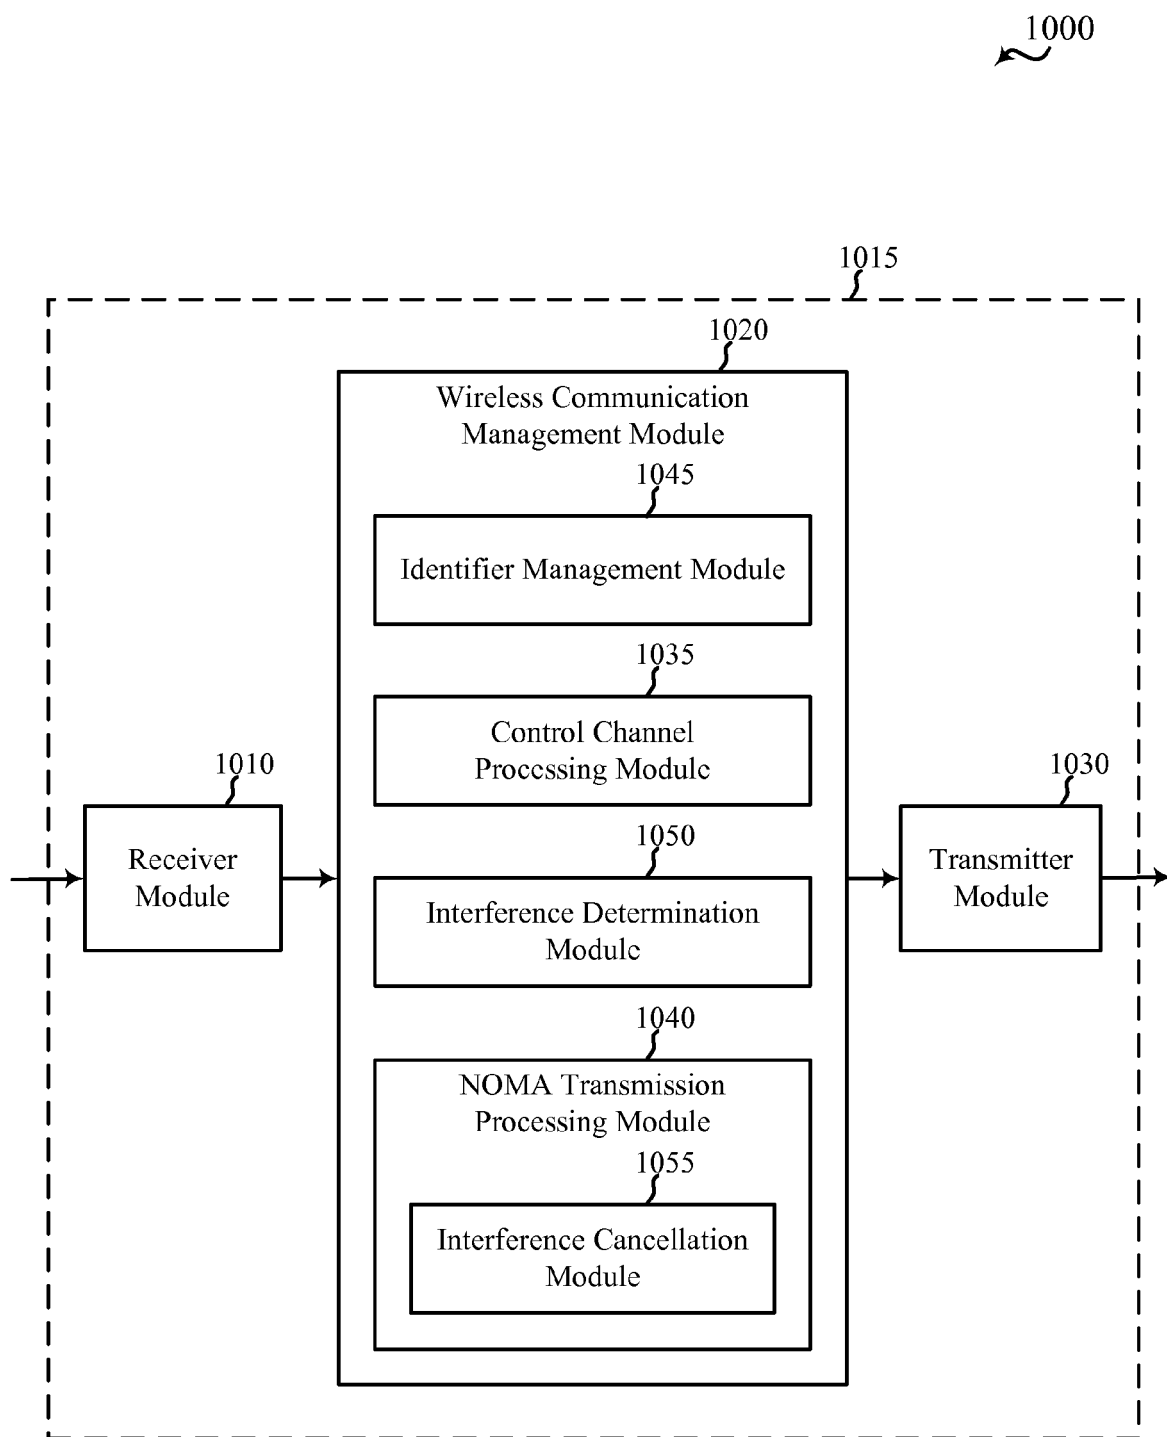 1000
1015
1020
Wireless Communication
Management Module
1045
Identifier Management Module
1035
Control Channel
Processing Module
1010
Receiver
Module
1050
Interference Determination
Module
1030
Transmitter
Module
1040
NOMA Transmission
Processing Module
1055
Interference Cancellation
Module